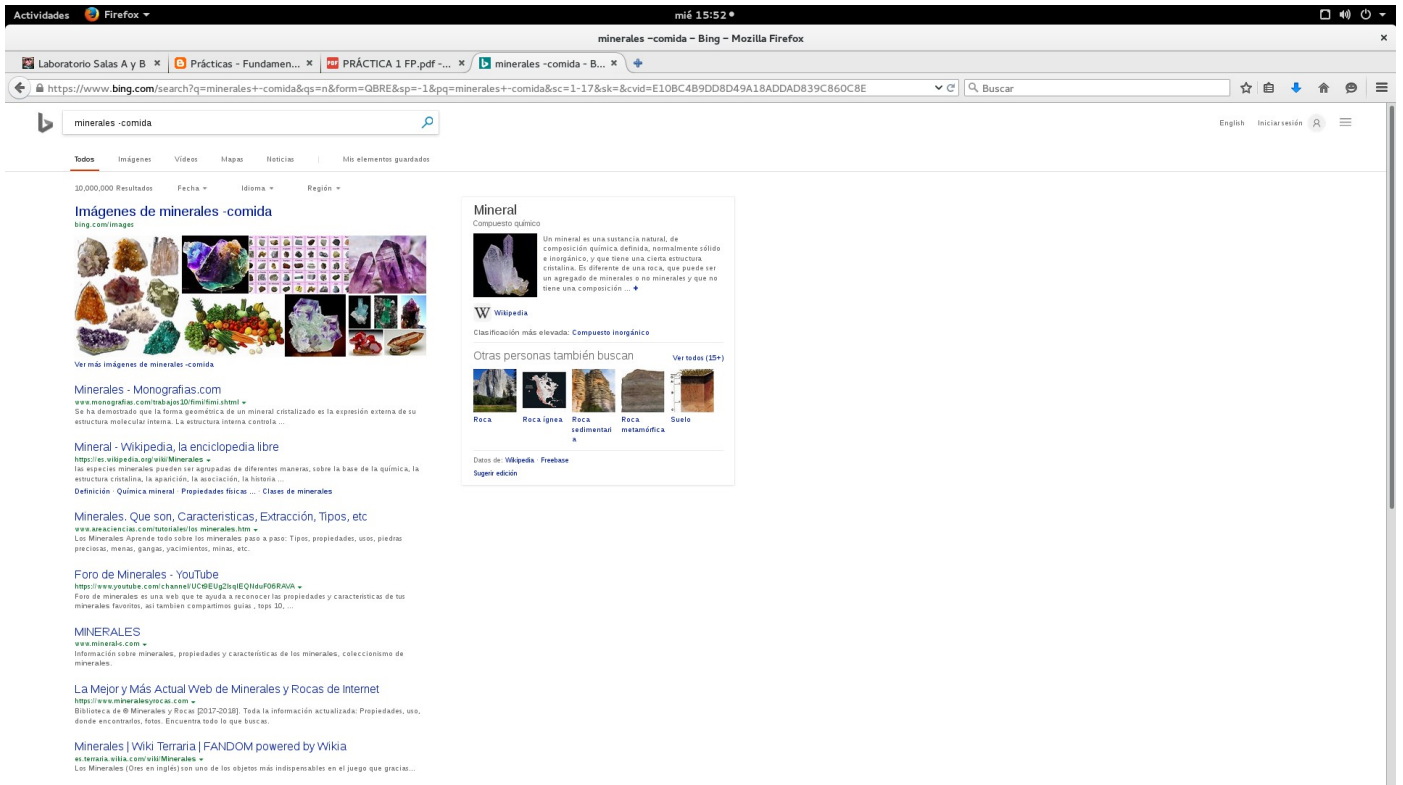 Actividades Firefox mié 15:52
minerales -comida - Bing - Mozilla Firefox
Laboratorio Salas A y B Prácticas - Fundamen... PRÁCTICA 1 FP.pdf -... minerales -comida - B...
https://www.bing.com/search?q=minerales+-comida&qs=n&form=QBRE&sp=-1&pq=minerales+-comida&sc=1-17&sk=&cvid=E10BC4B9DD8D49A18ADDAD839C860C8E Buscar
minerales -comida English Iniciar sesión
Todos Imágenes Vídeos Mapas Noticias Mis elementos guardados
10,000,000 Resultados Fecha Idioma Región
Imágenes de minerales -comida
bing.com/images
Ver más imágenes de minerales -comida
Minerales - Monografias.com
www.monografias.com/trabajos10/fimi/fimi.shtml
Se ha demostrado que la forma geométrica de un mineral cristalizado es la expresión externa de su
estructura molecular interna. La estructura interna controla ...
Mineral - Wikipedia, la enciclopedia libre
https://es.wikipedia.org/wiki/Minerales
las especies minerales pueden ser agrupadas de diferentes maneras, sobre la base de la química, la
estructura cristalina, la aparición, la asociación, la historia ...
Definición · Química mineral · Propiedades físicas ... · Clases de minerales
Minerales. Que son, Caracteristicas, Extracción, Tipos, etc
www.areaciencias.com/tutoriales/los minerales.htm
Los Minerales Aprende todo sobre los minerales paso a paso: Tipos, propiedades, usos, piedras
preciosas, menas, gangas, yacimientos, minas, etc.
Foro de Minerales - YouTube
Foro de minerales es una web que te ayuda a reconocer las propiedades y caracteristicas de tus
minerales favoritos, asi tambien compartimos guias , tops 10, ...
MINERALES
www.mineral-s.com
Información sobre minerales, propiedades y características de los minerales, coleccionismo de
minerales.
La Mejor y Más Actual Web de Minerales y Rocas de Internet
https://www.mineralesyrocas.com
Biblioteca de ® Minerales y Rocas [2017-2018]. Toda la información actualizada: Propiedades, uso,
donde encontrarlos, fotos. Encuentra todo lo que buscas.
Minerales | Wiki Terraria | FANDOM powered by Wikia
es.terraria.wikia.com/wiki/Minerales
Los Minerales (Ores en inglés) son uno de los objetos más indispensables en el juego que gracias...
Mineral
Compuesto químico
Un mineral es una sustancia natural, de
composición química definida, normalmente sólido
e inorgánico, y que tiene una cierta estructura
cristalina. Es diferente de una roca, que puede ser
un agregado de minerales o no minerales y que no
tiene una composición ... +
W Wikipedia
Clasificación más elevada: Compuesto inorgánico
Otras personas también buscan Ver todos (15+)
Roca Roca ígnea Roca sedimentaria Roca metamórfica Suelo
Datos de: Wikipedia · Freebase
Sugerir edición